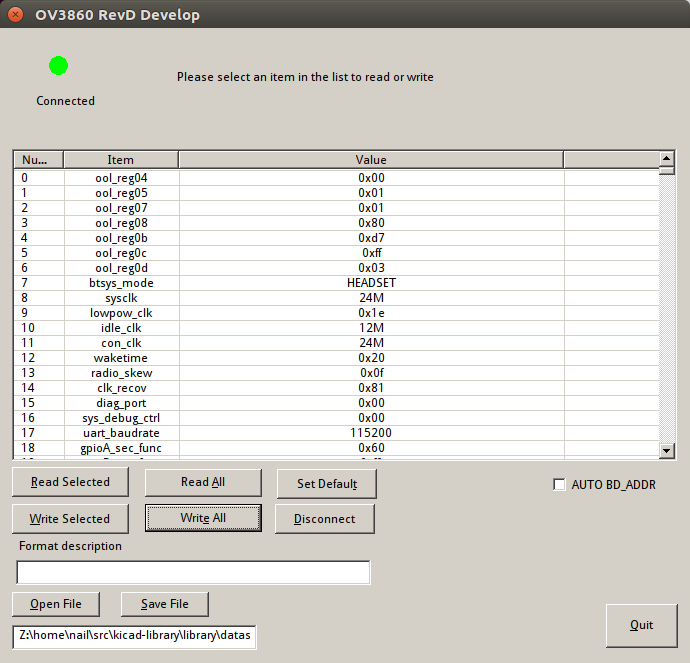 OV3860 RevD Develop
Please select an item in the list to read or write
Connected
Nu... Item Value
0 ool_reg04 0x00
1 ool_reg05 0x01
2 ool_reg07 0x01
3 ool_reg08 0x80
4 ool_reg0b 0xd7
5 ool_reg0c 0xff
6 ool_reg0d 0x03
7 btsys_mode HEADSET
8 sysclk 24M
9 lowpow_clk 0x1e
10 idle_clk 12M
11 con_clk 24M
12 waketime 0x20
13 radio_skew 0x0f
14 clk_recov 0x81
15 diag_port 0x00
16 sys_debug_ctrl 0x00
17 uart_baudrate 115200
18 gpioA_sec_func 0x60
Read Selected Read All Set Default AUTO BD_ADDR
Write Selected Write All Disconnect
Format description
Open File Save File
Quit
Z:\home\nail\src\kicad-library\library\datas